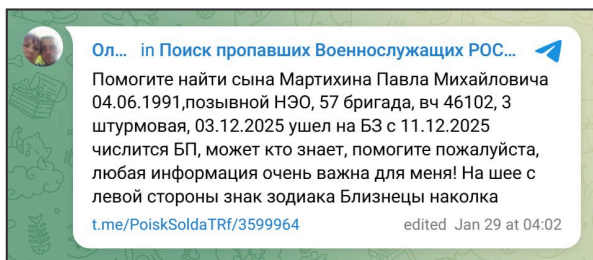 Ол... in Поиск пропавших Военнослужащих РОС...
Помогите найти сына Мартихина Павла Михайловича
04.06.1991,позывной НЭО, 57 бригада, вч 46102, 3
штурмовая, 03.12.2025 ушел на БЗ с 11.12.2025
числится БП, может кто знает, помогите пожалуйста,
любая информация очень важна для меня! На шее с
левой стороны знак зодиака Близнецы наколка
t.me/PoiskSoldaTRf/3599964 edited Jan 29 at 04:02